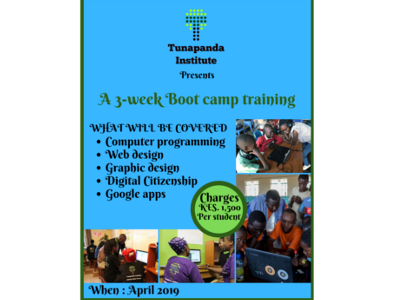 Tunapanda
Institute
Presents
A 3-week Boot camp training
WHAT WILL BE COVERED
Computer programming
Web design
Graphic design
Digital Citizenship
Google apps
Charges
KES. 1,500
Per student
When : April 2019